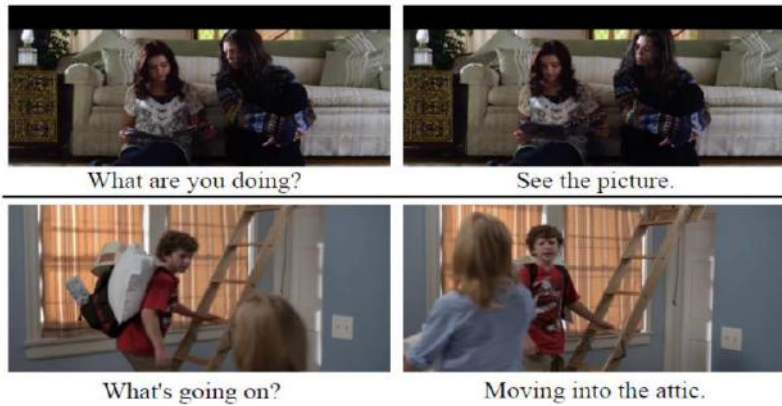 What are you doing?
See the picture.
What's going on?
Moving into the attic.